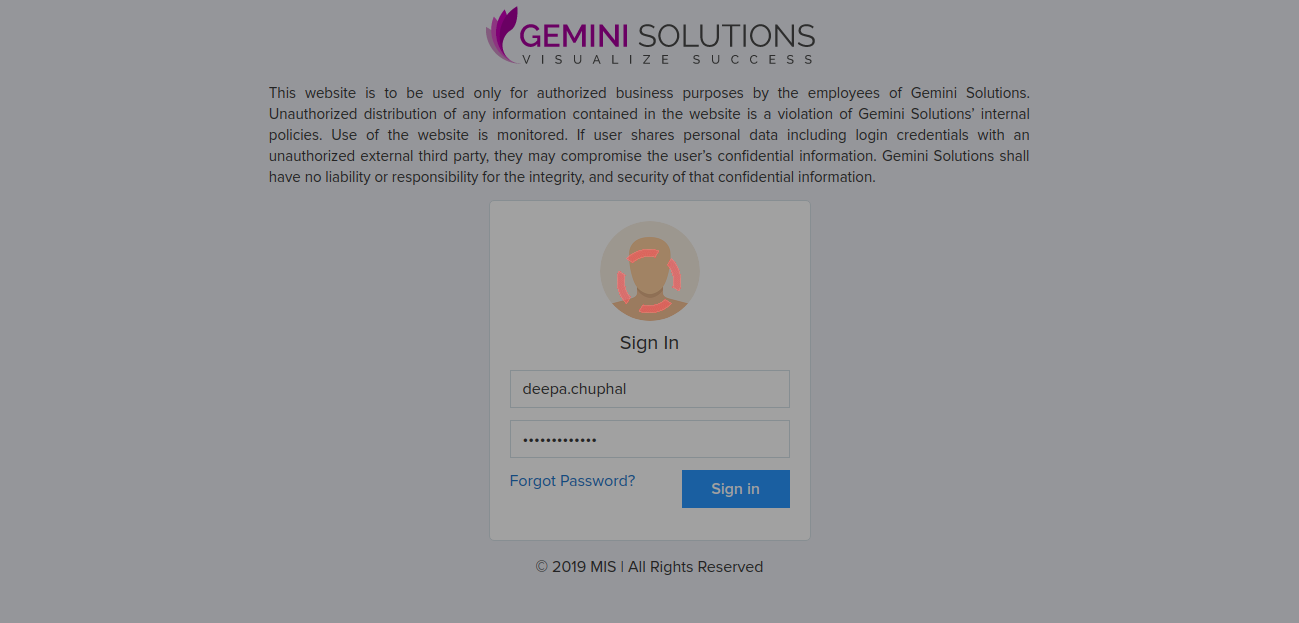 GEMINI SOLUTIONS
VISUALIZE SUCCESS
This website is to be used only for authorized business purposes by the employees of Gemini Solutions.
Unauthorized distribution of any information contained in the website is a violation of Gemini Solutions’ internal
policies. Use of the website is monitored. If user shares personal data including login credentials with an
unauthorized external third party, they may compromise the user’s confidential information. Gemini Solutions shall
have no liability or responsibility for the integrity, and security of that confidential information.
Sign In
deepa.chuphal
•••••••••••••
Forgot Password?
Sign in
© 2019 MIS | All Rights Reserved